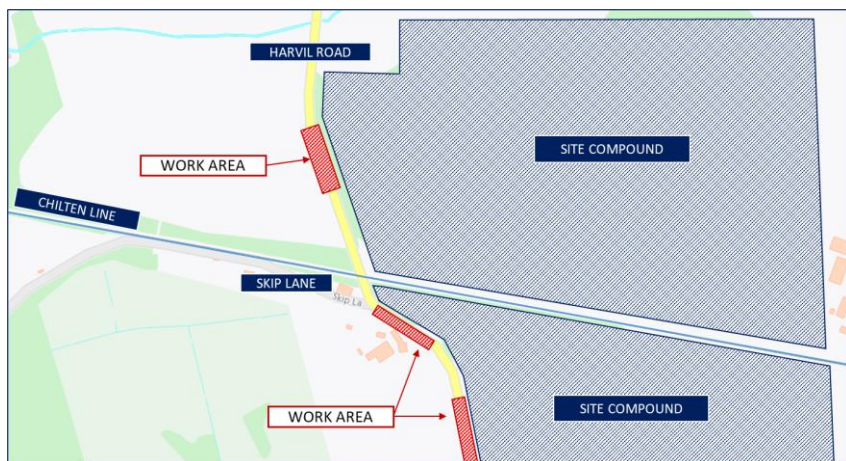 HARVIL ROAD
SITE COMPOUND
WORK AREA
CHILTEN LINE
SKIP LANE
Skip La
WORK AREA
SITE COMPOUND